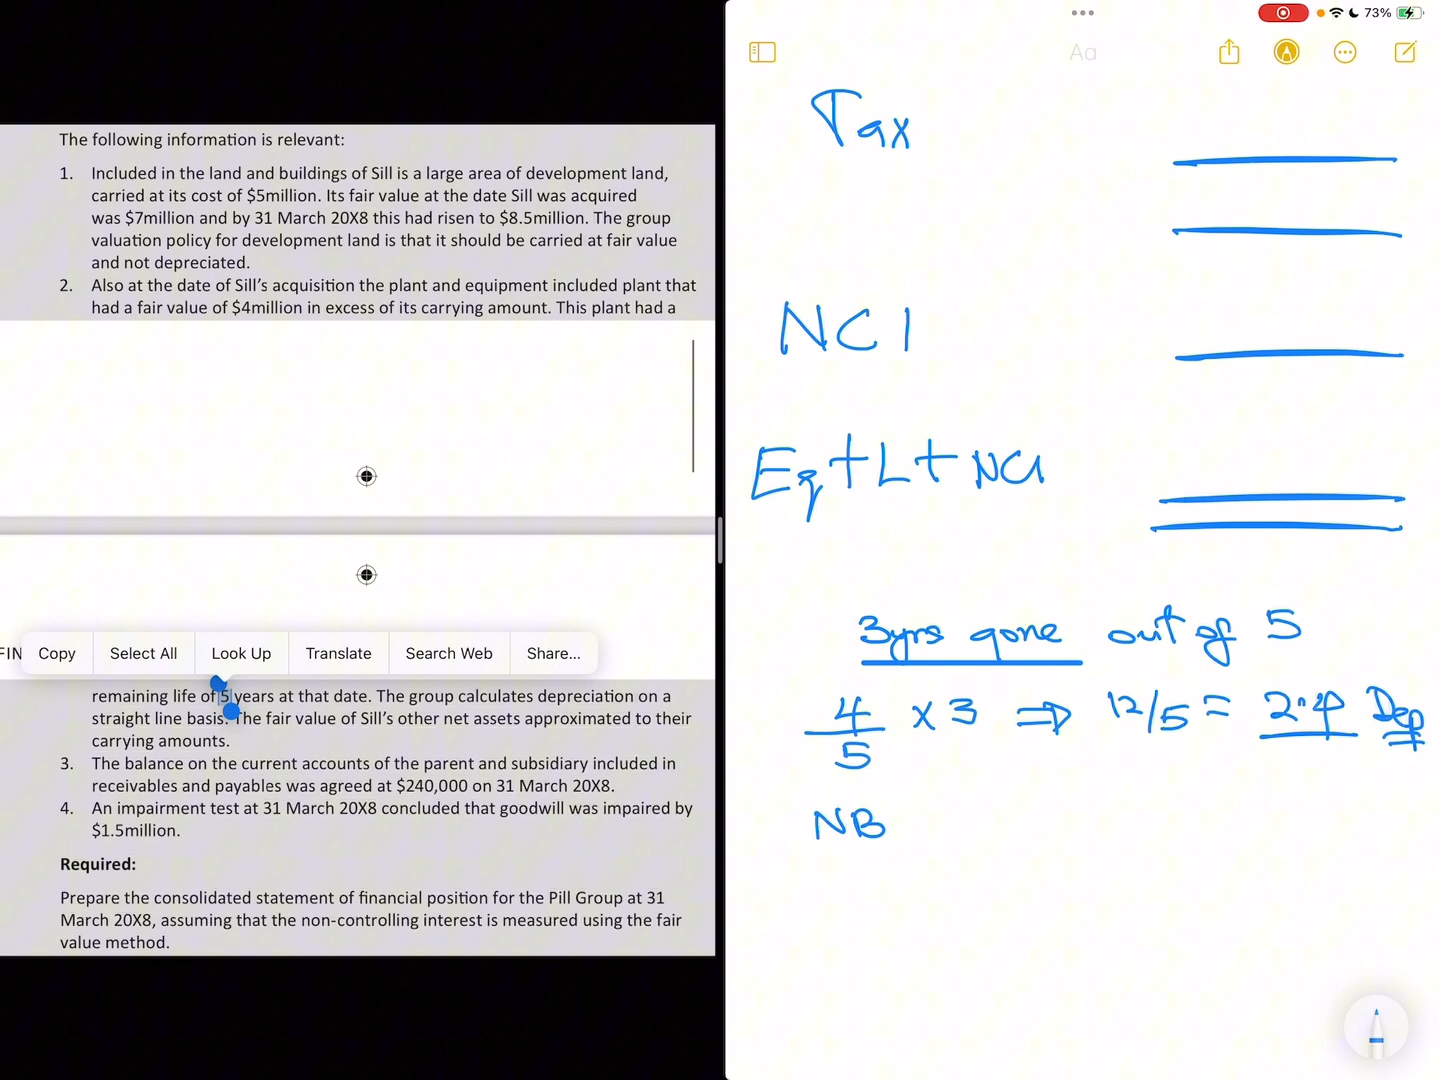 73%
Aa
The following information is relevant:
1. Included in the land and buildings of Sill is a large area of development land,
carried at its cost of $5million. Its fair value at the date Sill was acquired
was $7million and by 31 March 20X8 this had risen to $8.5million. The group
valuation policy for development land is that it should be carried at fair value
and not depreciated.
2. Also at the date of Sill's acquisition the plant and equipment included plant that
had a fair value of $4million in excess of its carrying amount. This plant had a
FIN
Copy Select All Look Up Translate Search Web Share...
remaining life of 5 years at that date. The group calculates depreciation on a
straight line basis. The fair value of Sill's other net assets approximated to their
carrying amounts.
3. The balance on the current accounts of the parent and subsidiary included in
receivables and payables was agreed at $240,000 on 31 March 20X8.
4. An impairment test at 31 March 20X8 concluded that goodwill was impaired by
$1.5million.
Required:
Prepare the consolidated statement of financial position for the Pill Group at 31
March 20X8, assuming that the non-controlling interest is measured using the fair
value method.
Tax
NCI
Eq+L+NCI
3yrs gone out of 5
4/5 x 3 ⇒ 12/5 = 2.4 Dep
NB